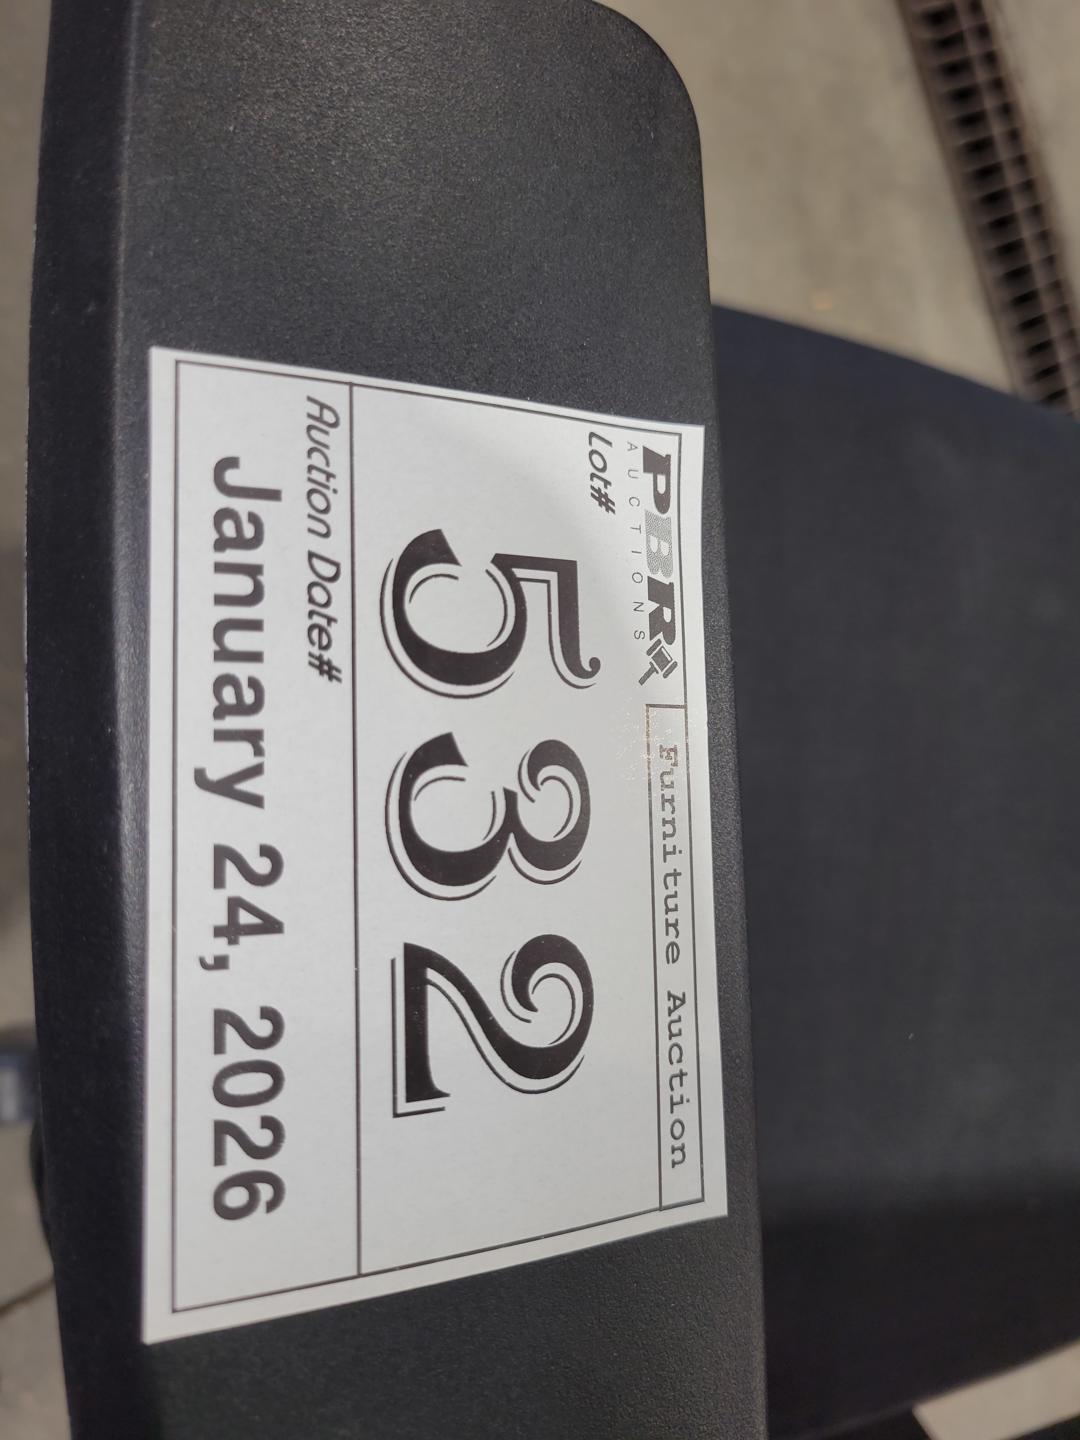 PBR
AUCTIONS
Furniture Auction
Lot#
532
Auction Date#
January 24, 2026